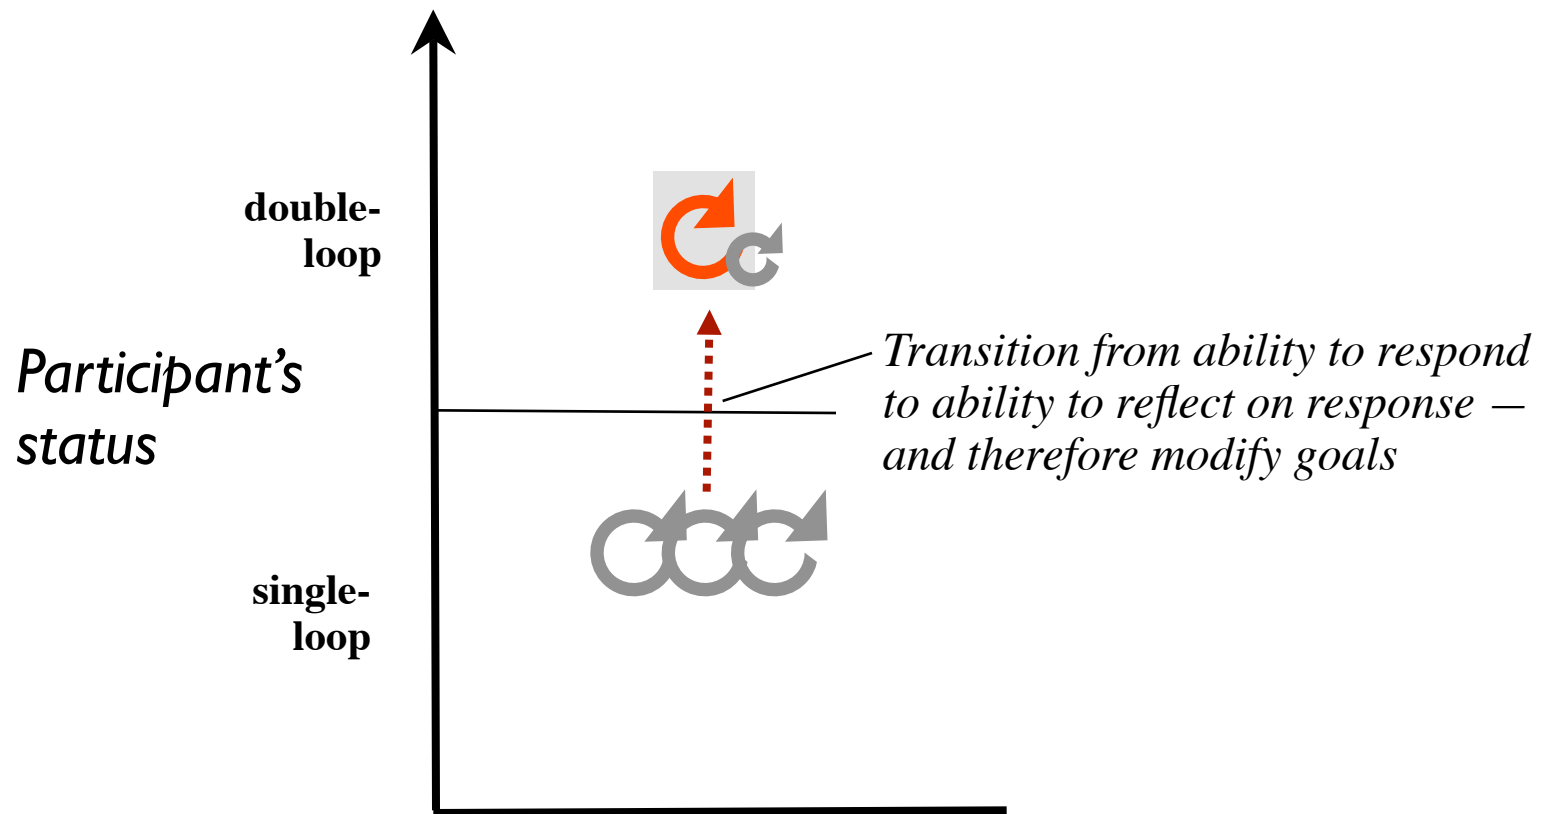 double-
loop
Participant's
status
Transition from ability to respond
to ability to reflect on response —
and therefore modify goals
single-
loop